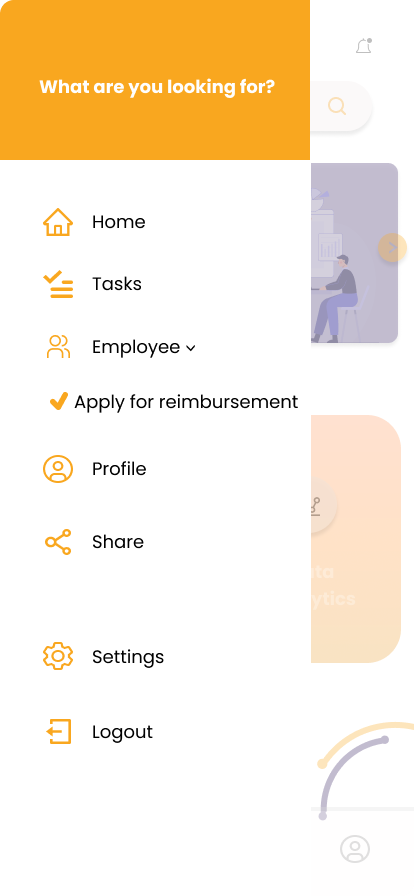 What are you looking for?
Home
Tasks
Employee
Apply for reimbursement
Profile
Share
Settings
Logout